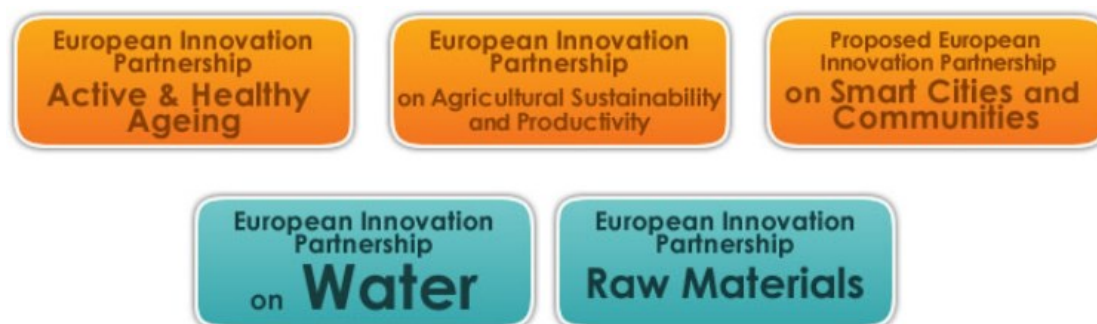 European Innovation
Partnership
Active & Healthy
Ageing
European Innovation
Partnership
on Agricultural Sustainability
and Productivity
Proposed European
Innovation Partnership
on Smart Cities and
Communities
European Innovation
Partnership
on Water
European Innovation
Partnership
Raw Materials